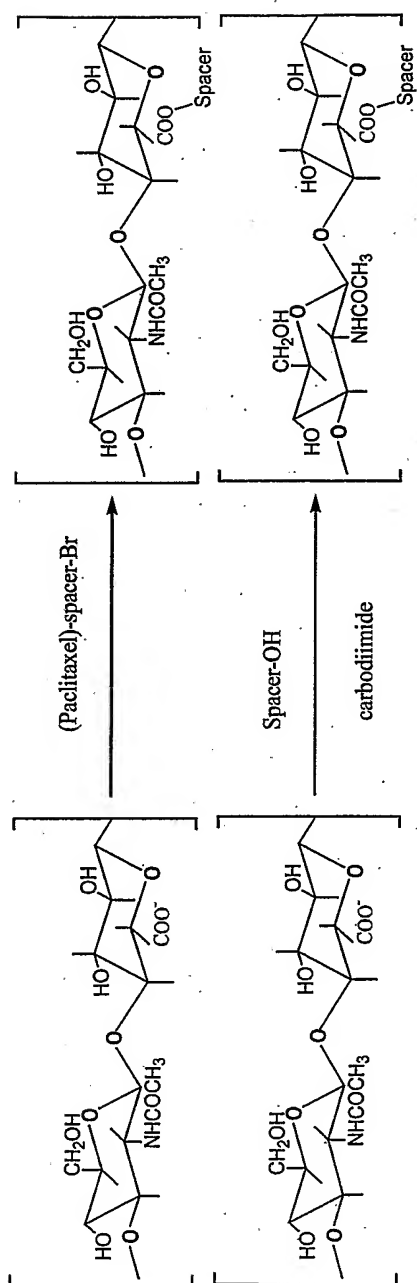 CH₂OH
HO
O
O
NHCOCH₃
O
OH
HO
O
COO⁻
(Paclitaxel)-spacer-Br
CH₂OH
HO
O
O
NHCOCH₃
O
OH
HO
O
COO
Spacer
CH₂OH
HO
O
O
NHCOCH₃
O
OH
HO
O
COO⁻
Spacer-OH
carbodiimide
CH₂OH
HO
O
O
NHCOCH₃
O
OH
HO
O
COO
Spacer